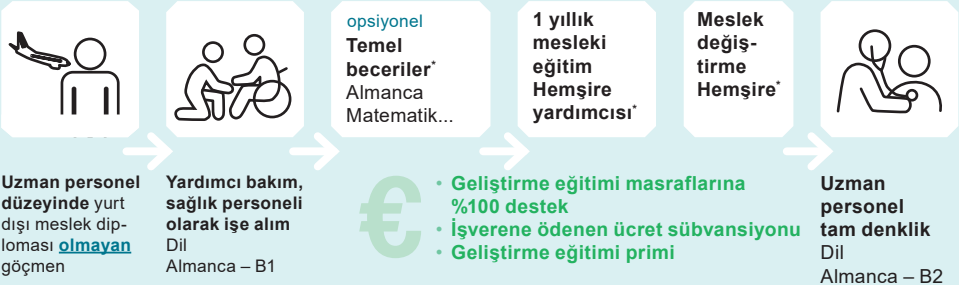 opsiyonel
Temel
beceriler*
Almanca
Matematik...
1 yıllık
mesleki
eğitim
Hemşire
yardımcısı*
Meslek
değiş-
tirme
Hemşire*
Uzman personel
düzeyinde yurt
dışı meslek dip-
loması olmayan
göçmen
Yardımcı bakım,
sağlık personeli
olarak işe alım
Dil
Almanca – B1
€
• Geliştirme eğitimi masraflarına
%100 destek
• İşverene ödenen ücret sübvansiyonu
• Geliştirme eğitimi primi
Uzman
personel
tam denklik
Dil
Almanca – B2